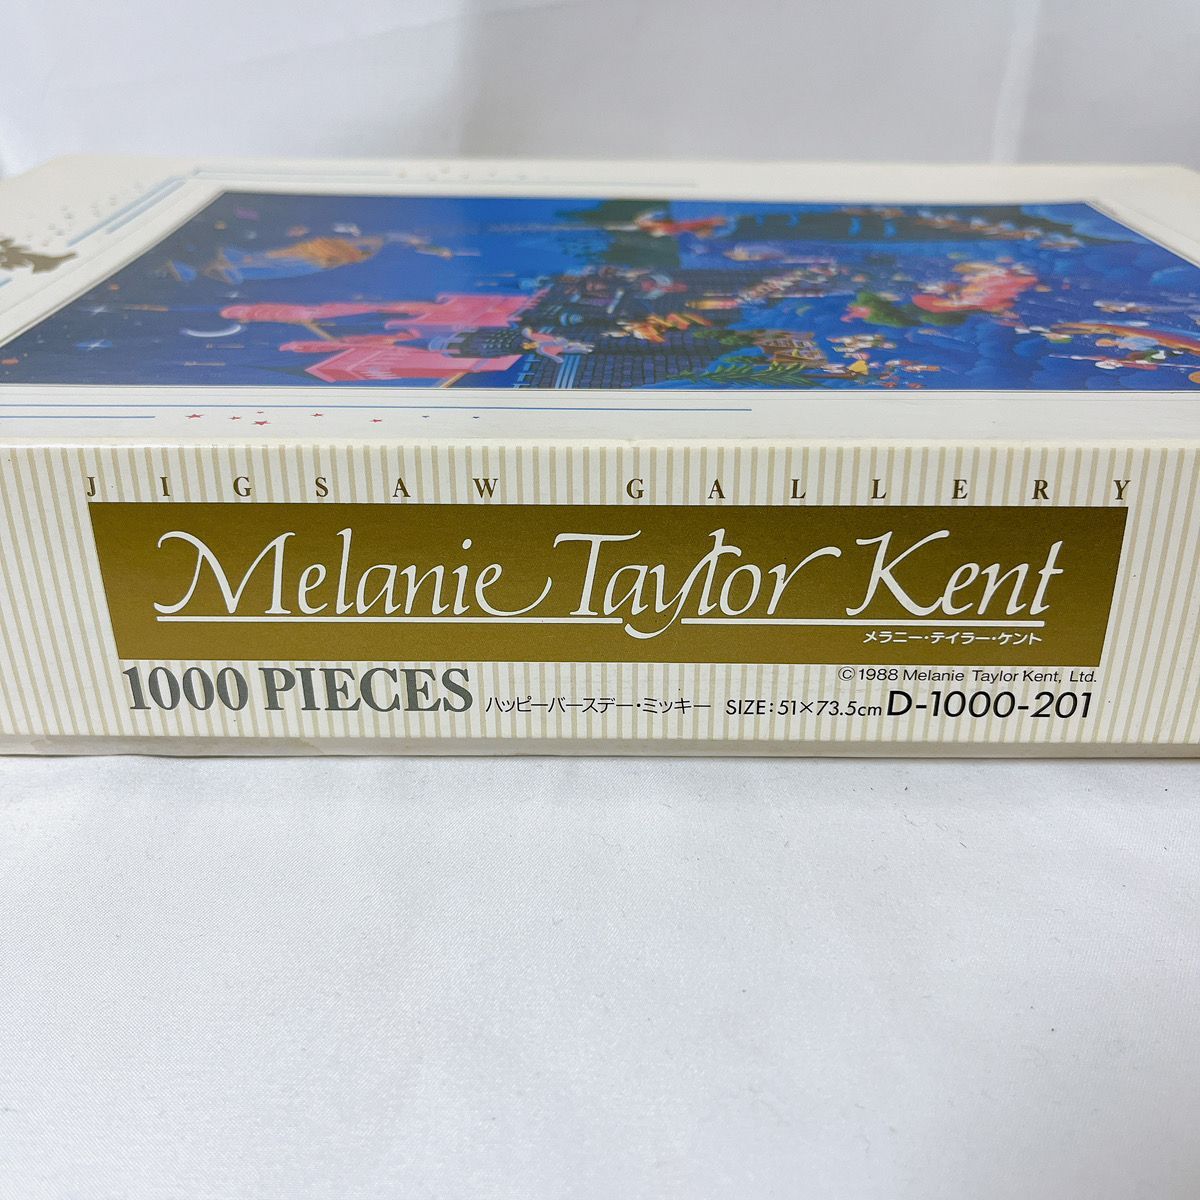 JIGSAW GALLERY
Melanie Taylor Kent
メラニー・テイラー・ケント
©1988 Melanie Taylor Kent, Ltd.
1000 PIECES ハッピーバースデー・ミッキー SIZE:51×73.5cm D-1000-201